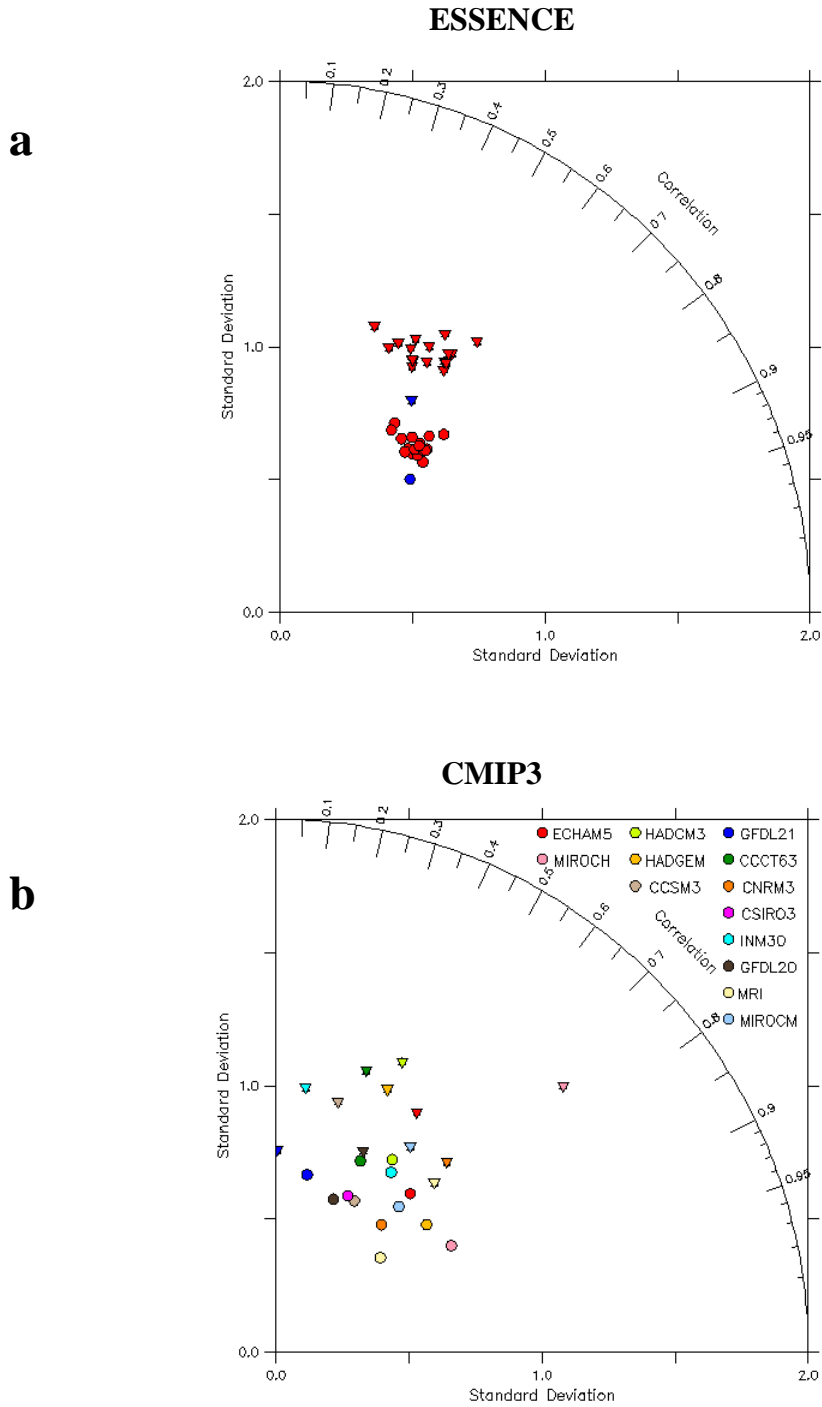 ESSENCE
a
2.0
1.0
0.0
0.0
1.0
2.0
Standard Deviation
Standard Deviation
0.1
0.2
0.3
0.4
0.5
0.6
0.7
0.8
0.9
0.95
Correlation
CMIP3
b
2.0
1.0
0.0
0.0
1.0
2.0
Standard Deviation
Standard Deviation
0.1
0.2
0.3
0.4
0.5
0.6
0.7
0.8
0.9
0.95
Correlation
ECHAM5 HADCM3 GFDL21
MIROCH HADGEM CCCT63
CCSM3 CNRM3
CSIRO3
INM30
GFDL20
MRI
MIROCM